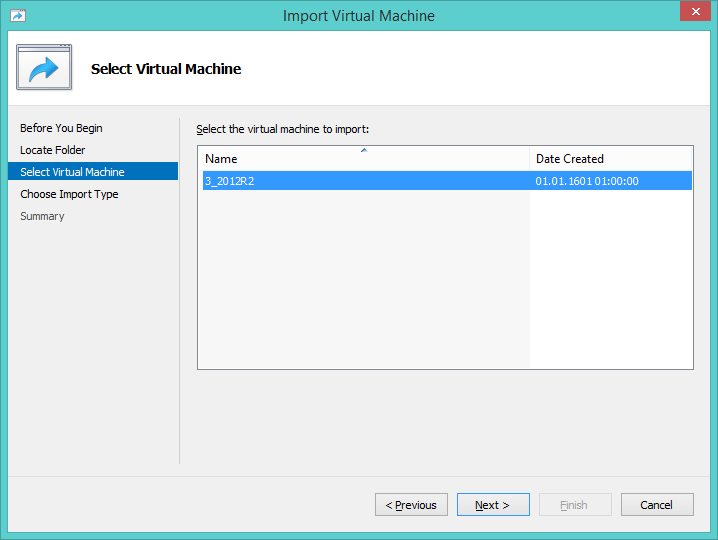 Import Virtual Machine
Select Virtual Machine
Before You Begin
Locate Folder
Select Virtual Machine
Choose Import Type
Summary
Select the virtual machine to import:
Name Date Created
3_2012R2 01.01.1601 01:00:00
< Previous Next > Finish Cancel